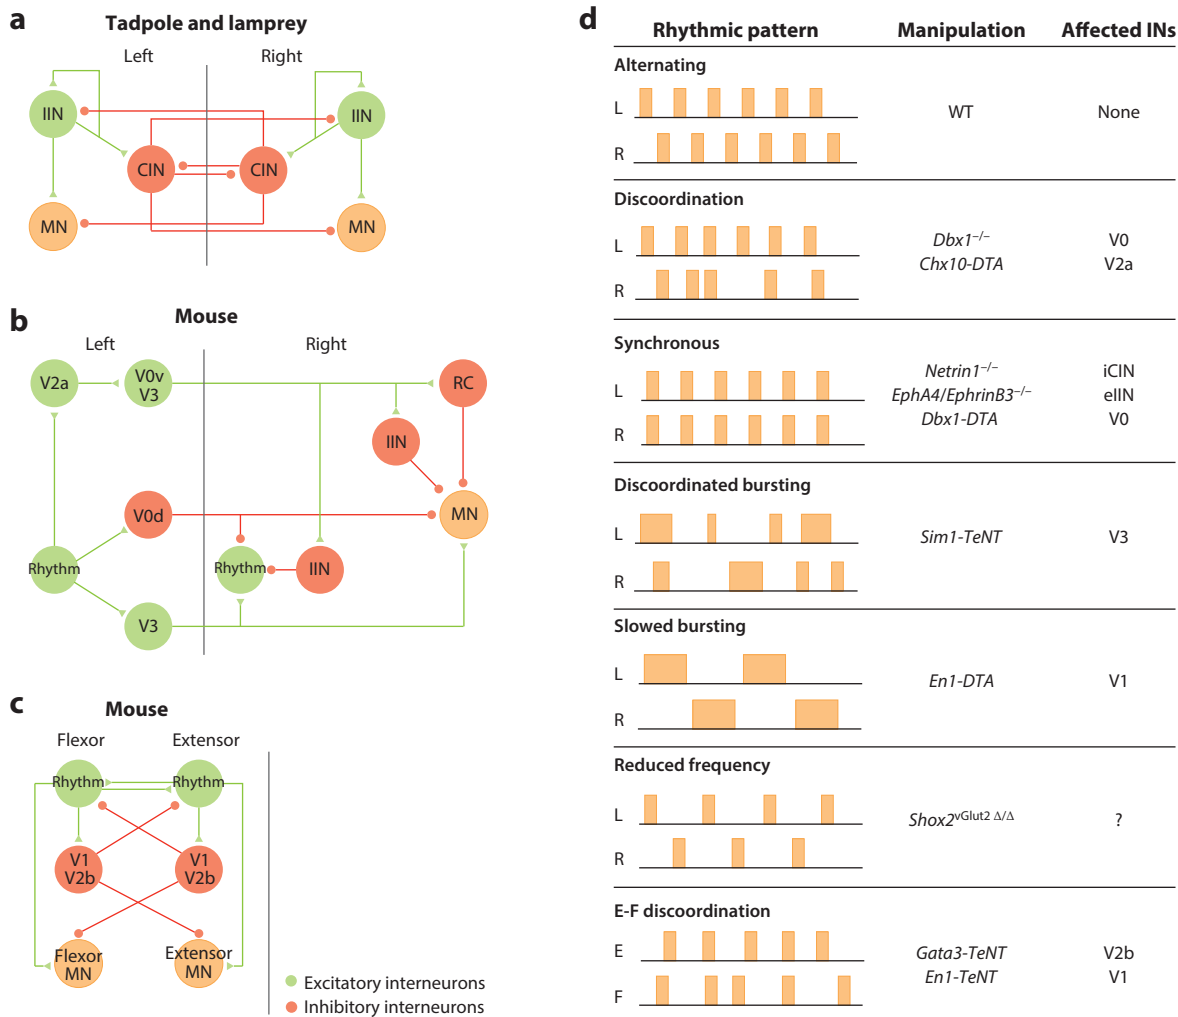 a
Tadpole and lamprey
Left
Right
IIN
IIN
CIN
CIN
MN
MN
b
Mouse
Left
Right
V2a
V0v
V3
RC
IIN
V0d
MN
Rhythm
Rhythm
IIN
V3
c
Mouse
Flexor
Extensor
Rhythm
Rhythm
V1
V2b
V1
V2b
Flexor
MN
Extensor
MN
Excitatory interneurons
Inhibitory interneurons
d
Rhythmic pattern Manipulation Affected INs
Alternating
L
R
WT None
Discoordination
L
R
Dbx1–/– V0
Chx10-DTA V2a
Synchronous
L
R
Netrin1–/– iCIN
EphA4/EphrinB3–/– eIIN
Dbx1-DTA V0
Discoordinated bursting
L
R
Sim1-TeNT V3
Slowed bursting
L
R
En1-DTA V1
Reduced frequency
L
R
Shox2vGlut2 Δ/Δ ?
E-F discoordination
E
F
Gata3-TeNT V2b
En1-TeNT V1